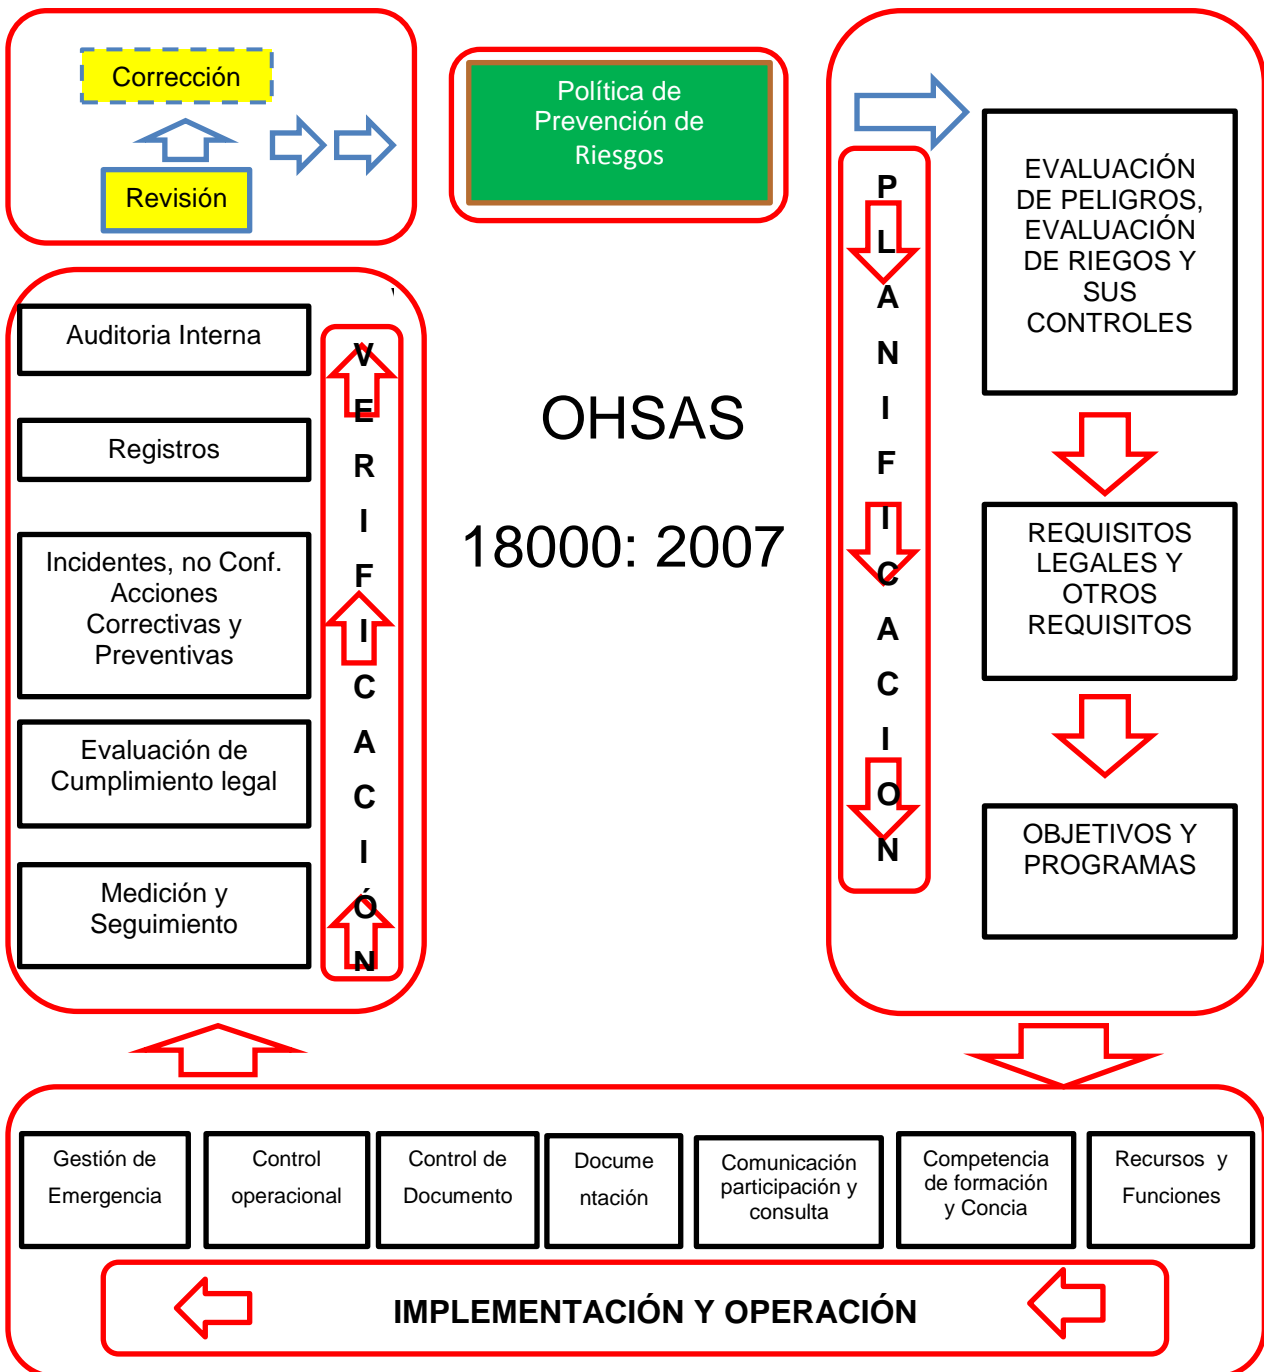 Corrección
Revisión
Política de
Prevención de
Riesgos
PLANIFICACION
EVALUACIÓN
DE PELIGROS,
EVALUACIÓN
DE RIEGOS Y
SUS
CONTROLES
REQUISITOS
LEGALES Y
OTROS
REQUISITOS
OBJETIVOS Y
PROGRAMAS
OHSAS
18000: 2007
Auditoria Interna
Registros
Incidentes, no Conf.
Acciones
Correctivas y
Preventivas
Evaluación de
Cumplimiento legal
Medición y
Seguimiento
VERIFICACIÓN
Gestión de
Emergencia
Control
operacional
Control de
Documento
Docume
ntación
Comunicación
participación y
consulta
Competencia
de formación
y Concia
Recursos y
Funciones
IMPLEMENTACIÓN Y OPERACIÓN